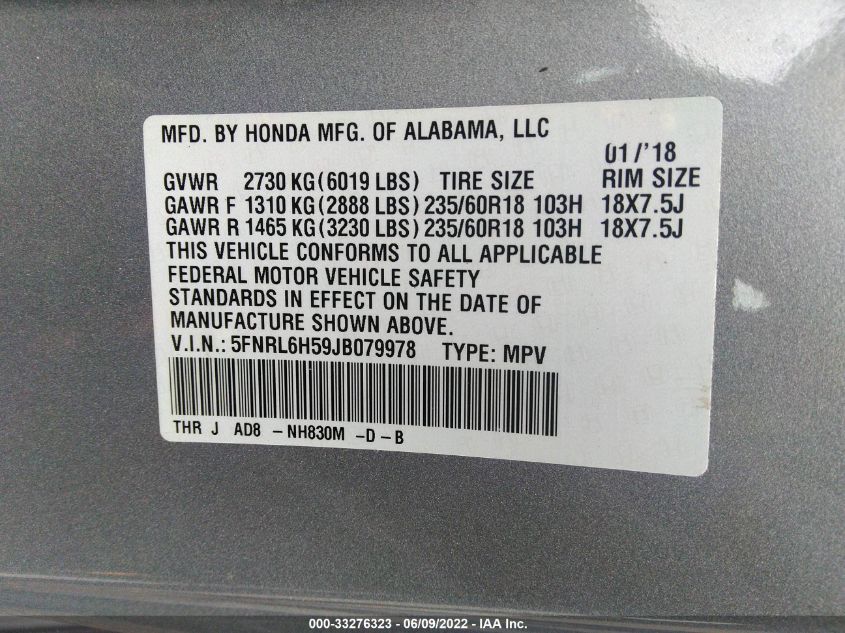 MFD. BY HONDA MFG. OF ALABAMA, LLC
01/'18
GVWR 2730 KG (6019 LBS) TIRE SIZE RIM SIZE
GAWR F 1310 KG (2888 LBS) 235/60R18 103H 18X7.5J
GAWR R 1465 KG (3230 LBS) 235/60R18 103H 18X7.5J
THIS VEHICLE CONFORMS TO ALL APPLICABLE
FEDERAL MOTOR VEHICLE SAFETY
STANDARDS IN EFFECT ON THE DATE OF
MANUFACTURE SHOWN ABOVE.
V.I.N.: 5FNRL6H59JB079978 TYPE: MPV
THR J AD8 -NH830M -D-B
000-33276323 - 06/09/2022 - IAA Inc.